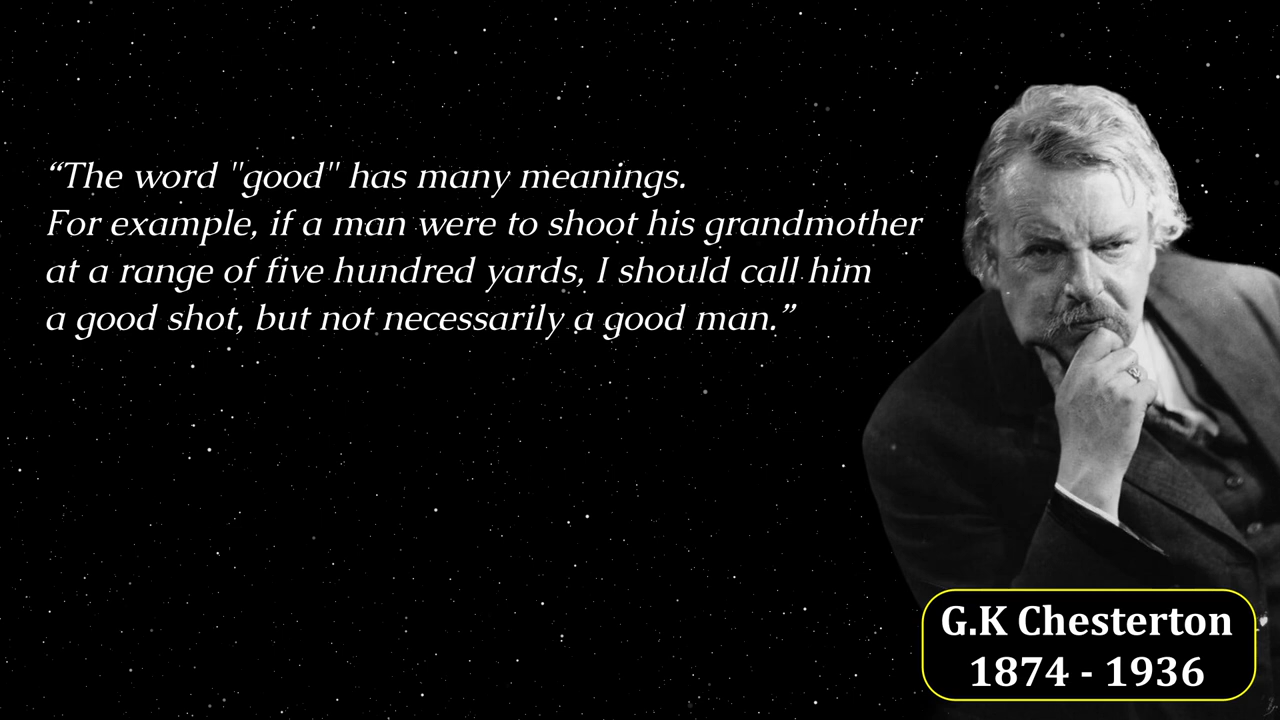 “The word "good" has many meanings.
For example, if a man were to shoot his grandmother
at a range of five hundred yards, I should call him
a good shot, but not necessarily a good man.”
G.K Chesterton
1874 - 1936